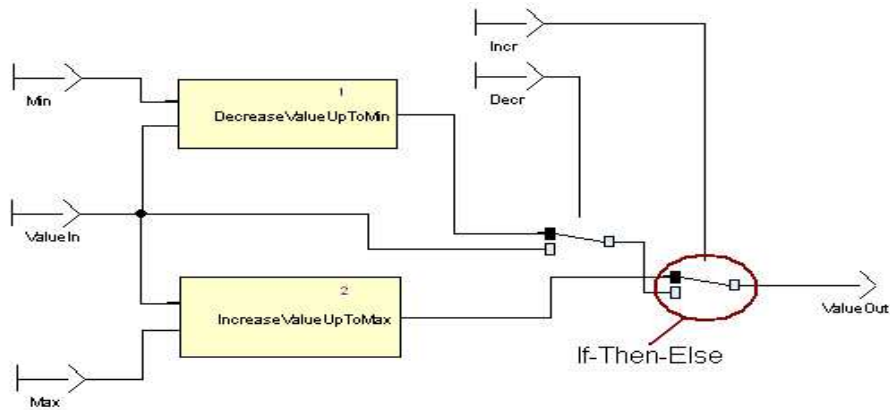 Incr
Decr
Min
1
DecreaseValueUpToMin
ValueIn
2
IncreaseValueUpToMax
ValueOut
If-Then-Else
Max